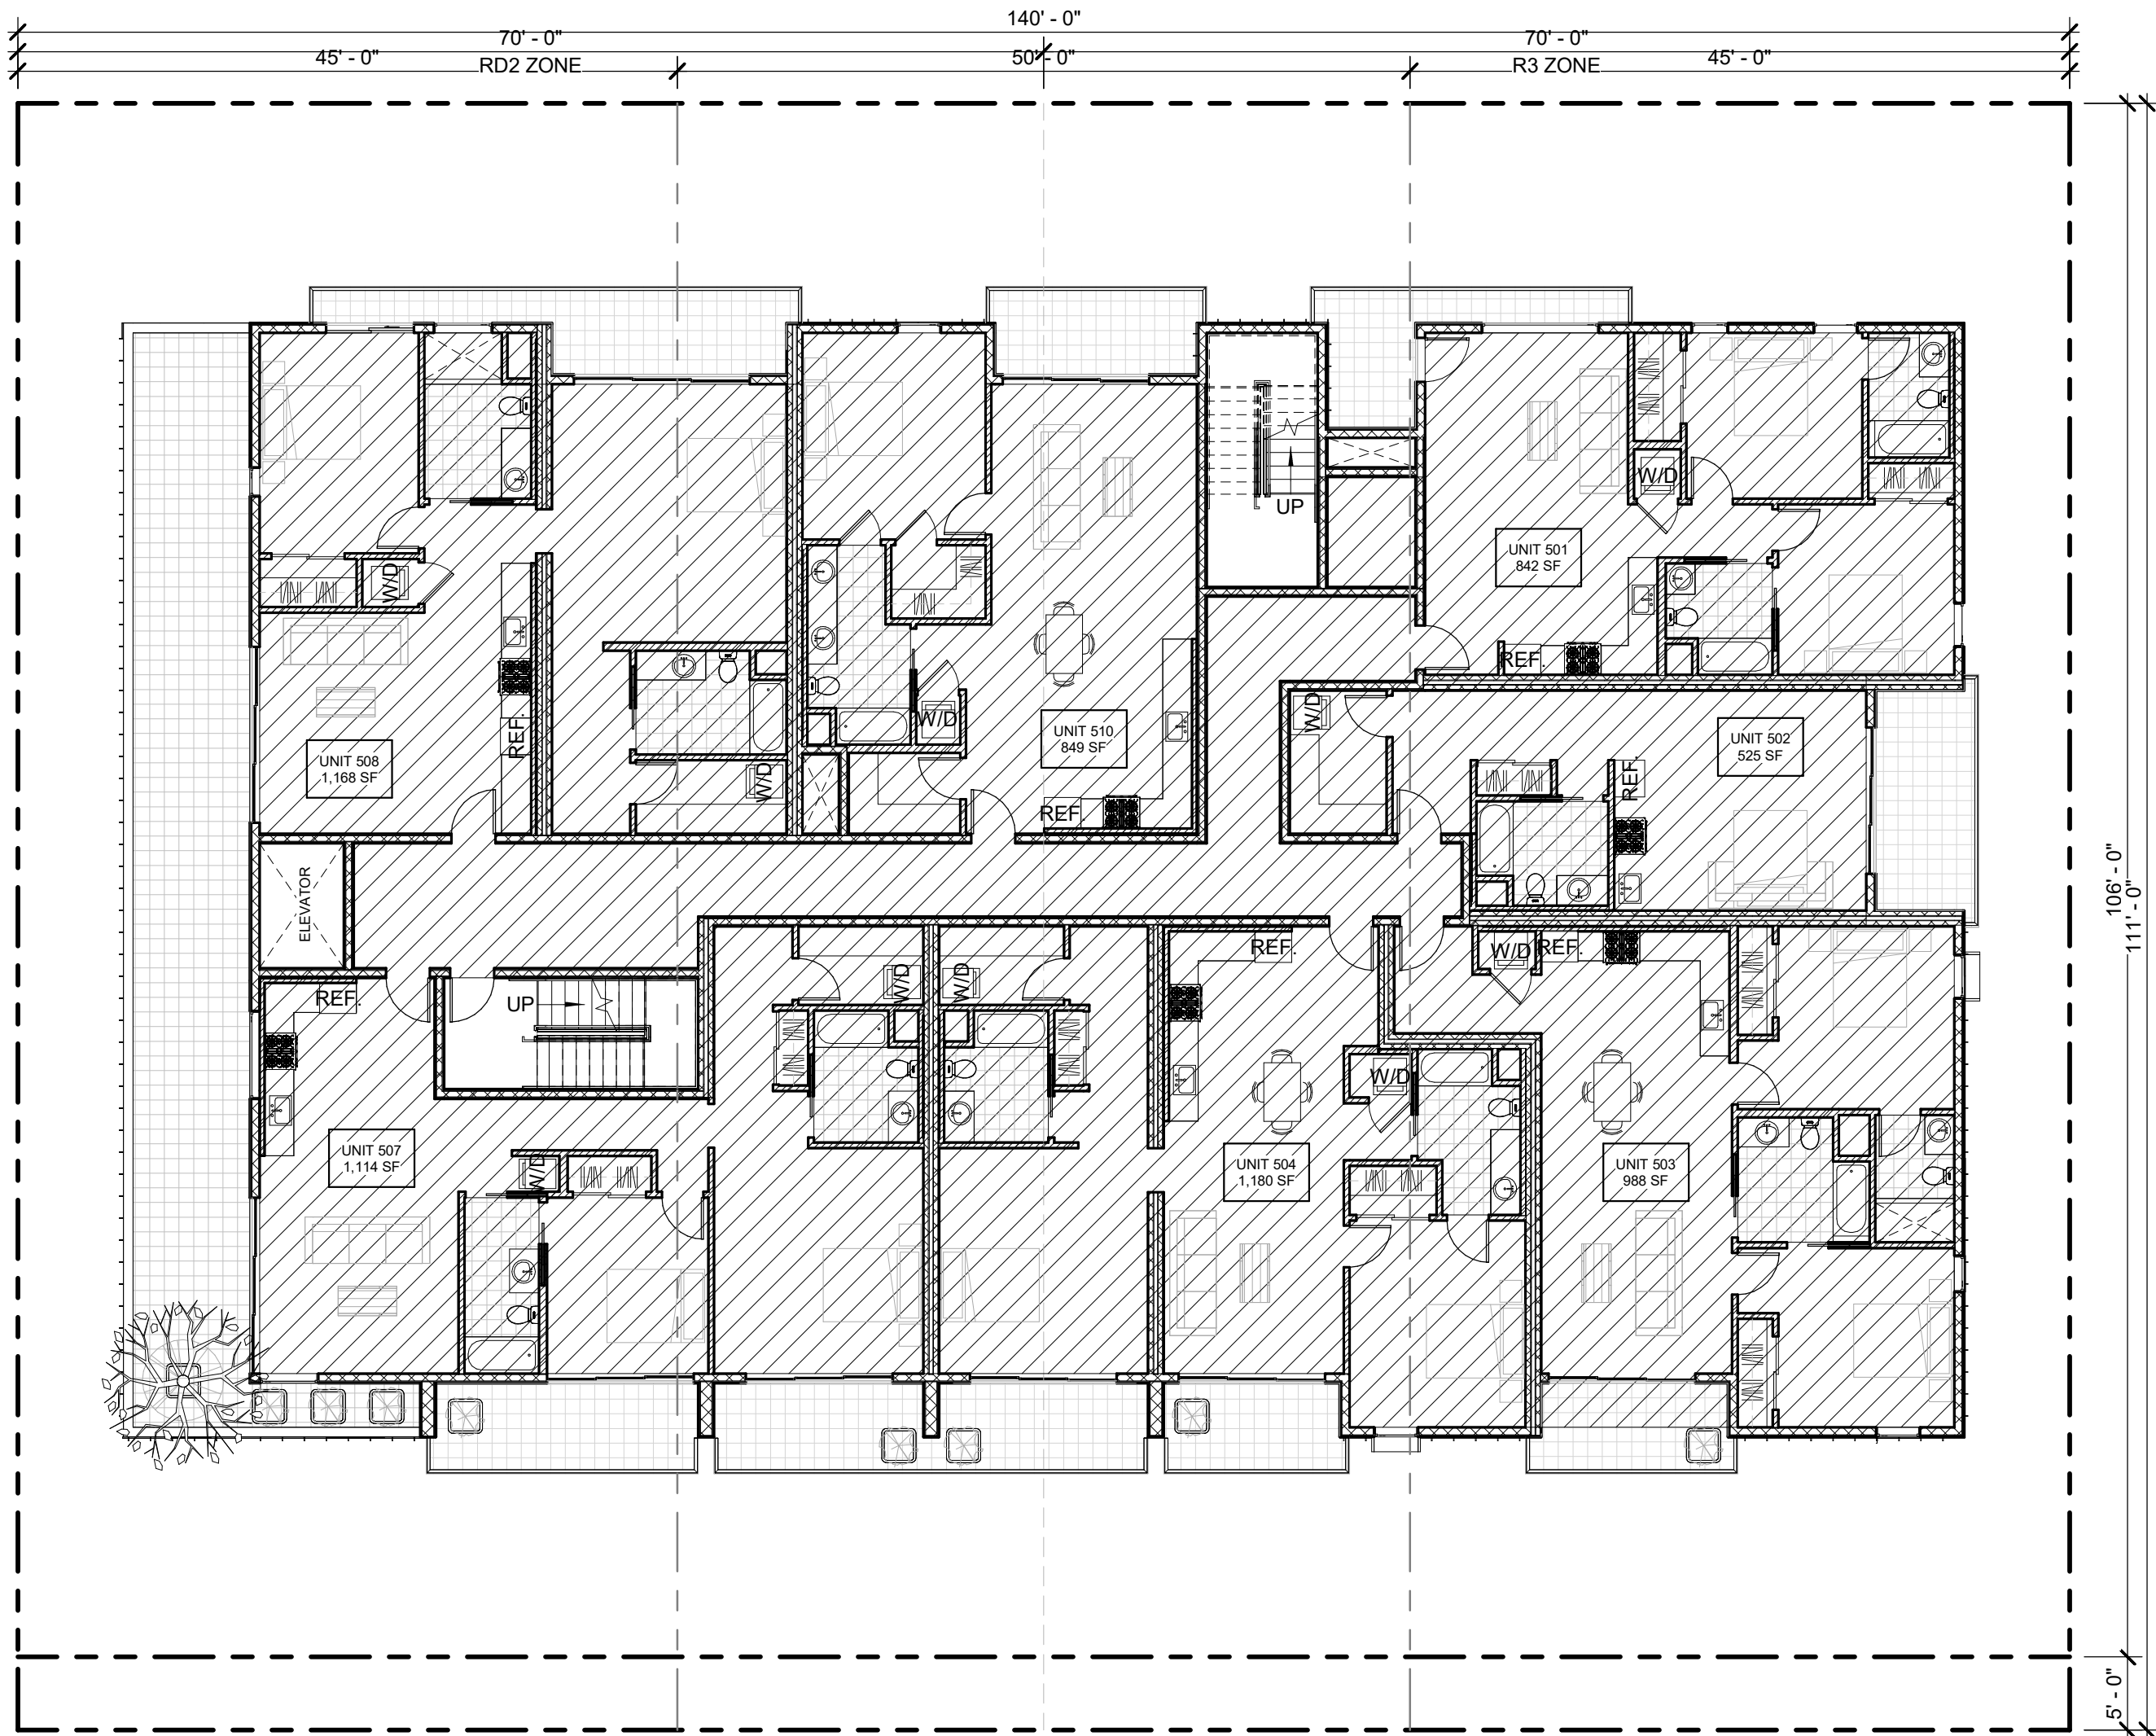 140' - 0"
70' - 0"
70' - 0"
45' - 0"
50' - 0"
45' - 0"
RD2 ZONE
R3 ZONE
W/D
UP
UNIT 501
842 SF
W/D
REF.
REF.
W/D
UNIT 510
849 SF
W/D
UNIT 502
525 SF
UNIT 508
1,168 SF
W/D
REF
REF.
ELEVATOR
106' - 0"
111' - 0"
REF.
W/D
REF.
W/D
W/D
REF.
UP
W/D
UNIT 507
1,114 SF
W/D
UNIT 504
1,180 SF
UNIT 503
988 SF
5' - 0"